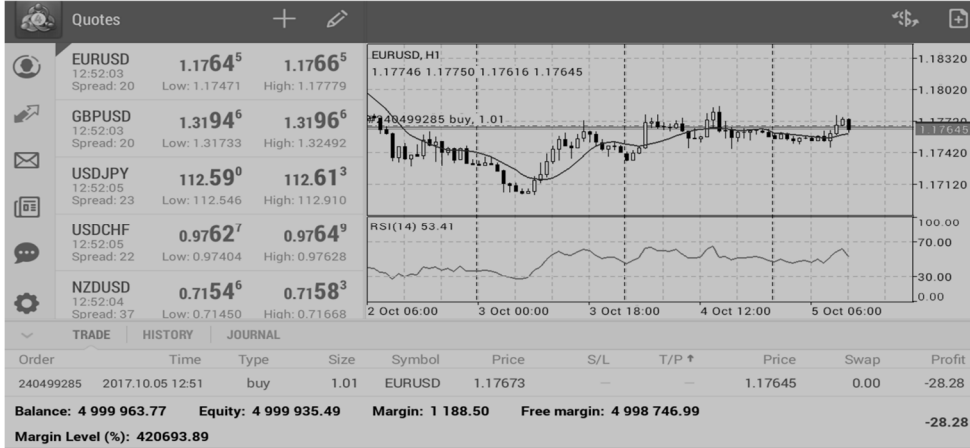 Quotes
EURUSD
12:52:03
Spread: 20
1.17645
Low: 1.17471
1.17665
High: 1.17779
GBPUSD
12:52:03
Spread: 20
1.31946
Low: 1.31733
1.31966
High: 1.32492
USDJPY
12:52:05
Spread: 23
112.590
Low: 112.546
112.613
High: 112.910
USDCHF
12:52:05
Spread: 22
0.97627
Low: 0.97404
0.97649
High: 0.97628
NZDUSD
12:52:04
Spread: 37
0.71546
Low: 0.71450
0.71583
High: 0.71668
EURUSD, H1
1.17746 1.17750 1.17616 1.17645
#240499285 buy, 1.01
1.18320
1.18020
1.17720
1.17645
1.17420
1.17120
RSI(14) 53.41
100.00
70.00
30.00
0.00
2 Oct 06:00 3 Oct 00:00 3 Oct 18:00 4 Oct 12:00 5 Oct 06:00
TRADE HISTORY JOURNAL
Order Time Type Size Symbol Price S/L T/P ↑ Price Swap Profit
240499285 2017.10.05 12:51 buy 1.01 EURUSD 1.17673 — — 1.17645 0.00 -28.28
Balance: 4 999 963.77 Equity: 4 999 935.49 Margin: 1 188.50 Free margin: 4 998 746.99
-28.28
Margin Level (%): 420693.89